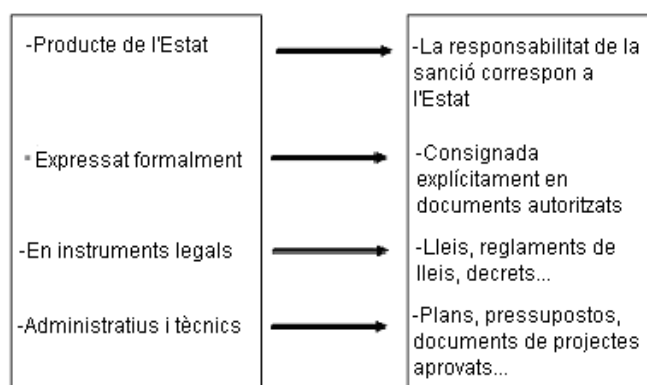 -Producte de l'Estat
-La responsabilitat de la
sanció correspon a
l'Estat
- Expressat formalment
-Consignada
explícitament en
documents autoritzats
-En instruments legals
-Lleis, reglaments de
lleis, decrets...
-Administratius i tècnics
-Plans, pressupostos,
documents de projectes
aprovats...